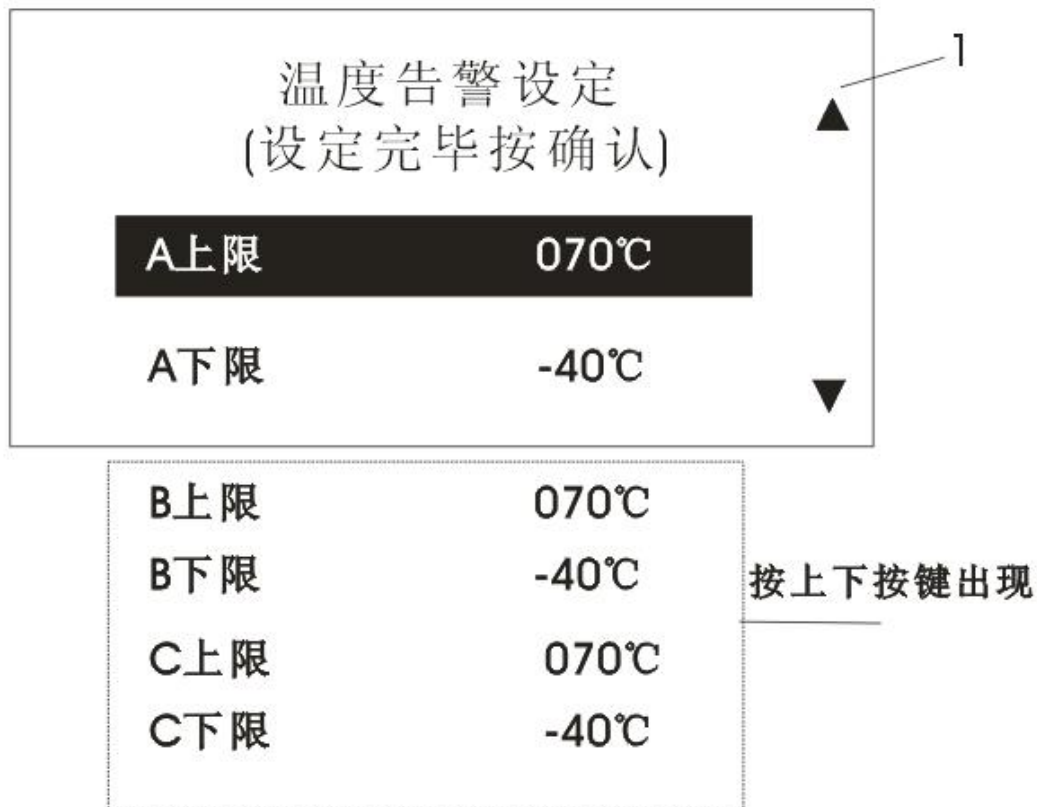 1
温度告警设定
(设定完毕按确认)
▲
A上限 070℃
A下限 -40℃
▼
B上限 070℃
B下限 -40℃
按上下按键出现
C上限 070℃
C下限 -40℃